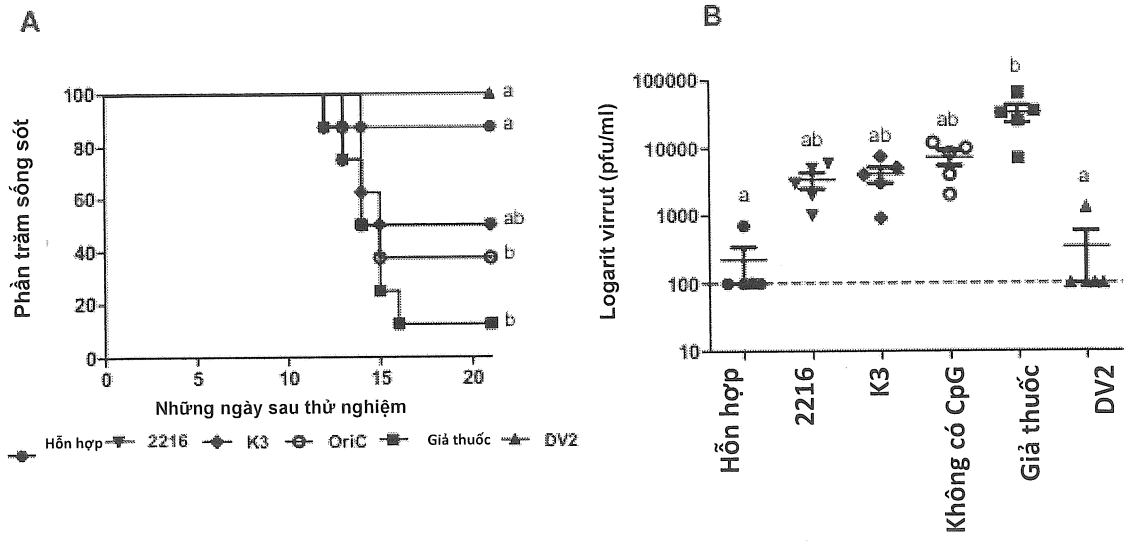 A
Phần trăm sống sót
100
80
60
40
20
0
a
a
ab
b
b
0
5
10
15
20
Những ngày sau thử nghiệm
Hỗn hợp
2216
K3
OriC
Giả thuốc
DV2
B
Logarit virrut (pfu/ml)
100000
10000
1000
100
10
a
ab
ab
ab
b
a
Hỗn hợp
2216
K3
Không có CpG
Giả thuốc
DV2